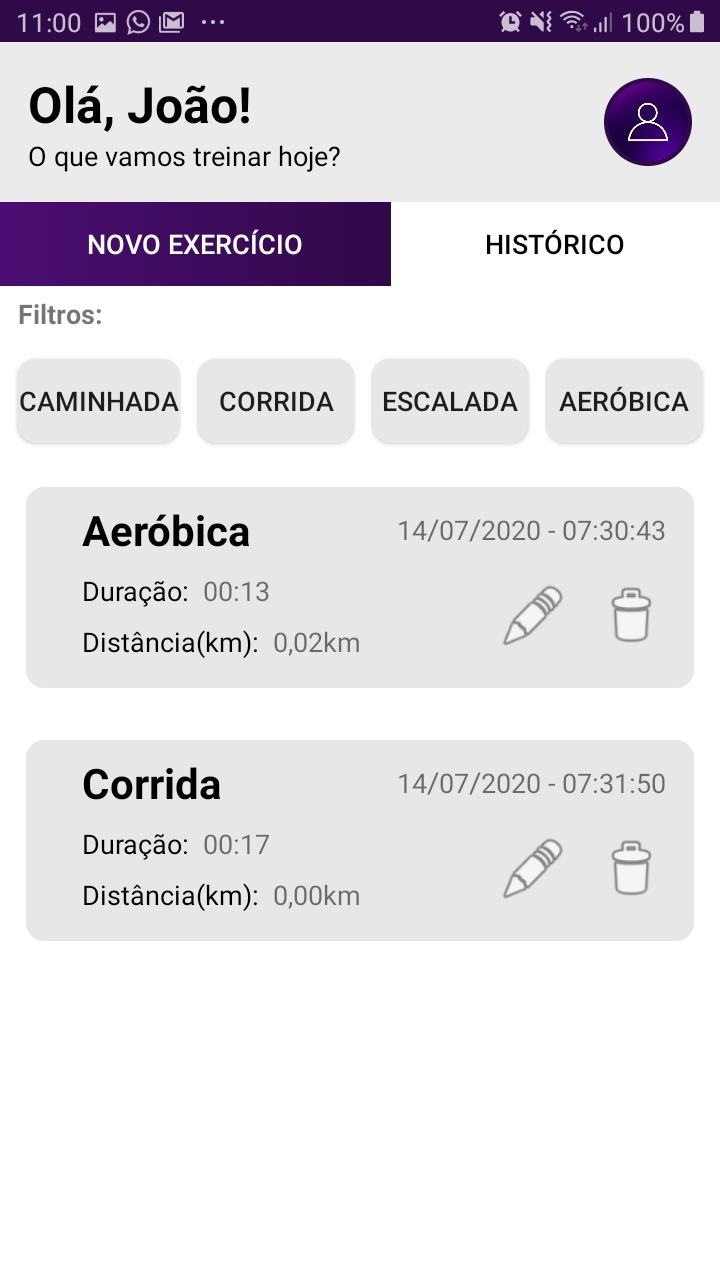 11:00 100%
Olá, João!
O que vamos treinar hoje?
NOVO EXERCÍCIO HISTÓRICO
Filtros:
CAMINHADA CORRIDA ESCALADA AERÓBICA
Aeróbica 14/07/2020 - 07:30:43
Duração: 00:13
Distância(km): 0,02km
Corrida 14/07/2020 - 07:31:50
Duração: 00:17
Distância(km): 0,00km